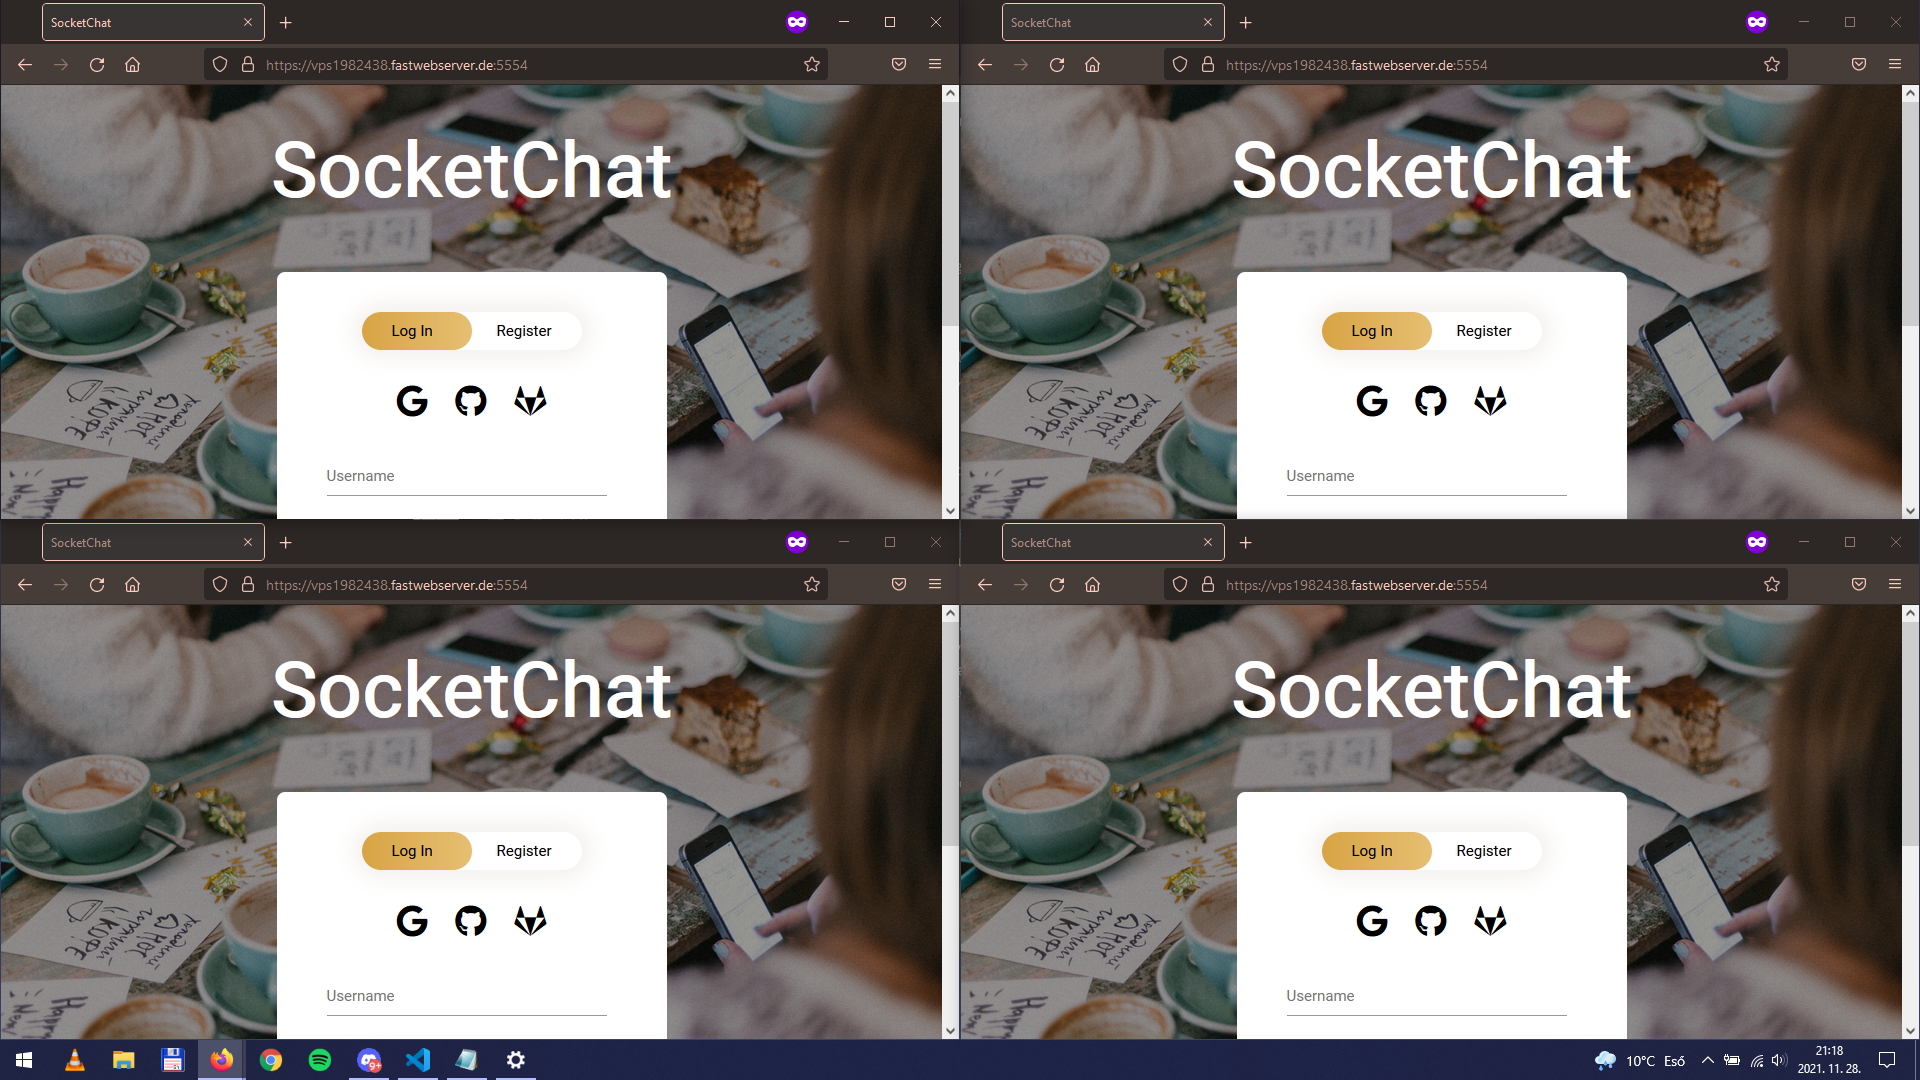 SocketChat
https://vps1982438.fastwebserver.de:5554
SocketChat
Log In Register
Username
SocketChat
https://vps1982438.fastwebserver.de:5554
SocketChat
Log In Register
Username
SocketChat
https://vps1982438.fastwebserver.de:5554
SocketChat
Log In Register
Username
SocketChat
https://vps1982438.fastwebserver.de:5554
SocketChat
Log In Register
Username
9+
10°C Eső
21:18
2021. 11. 28.